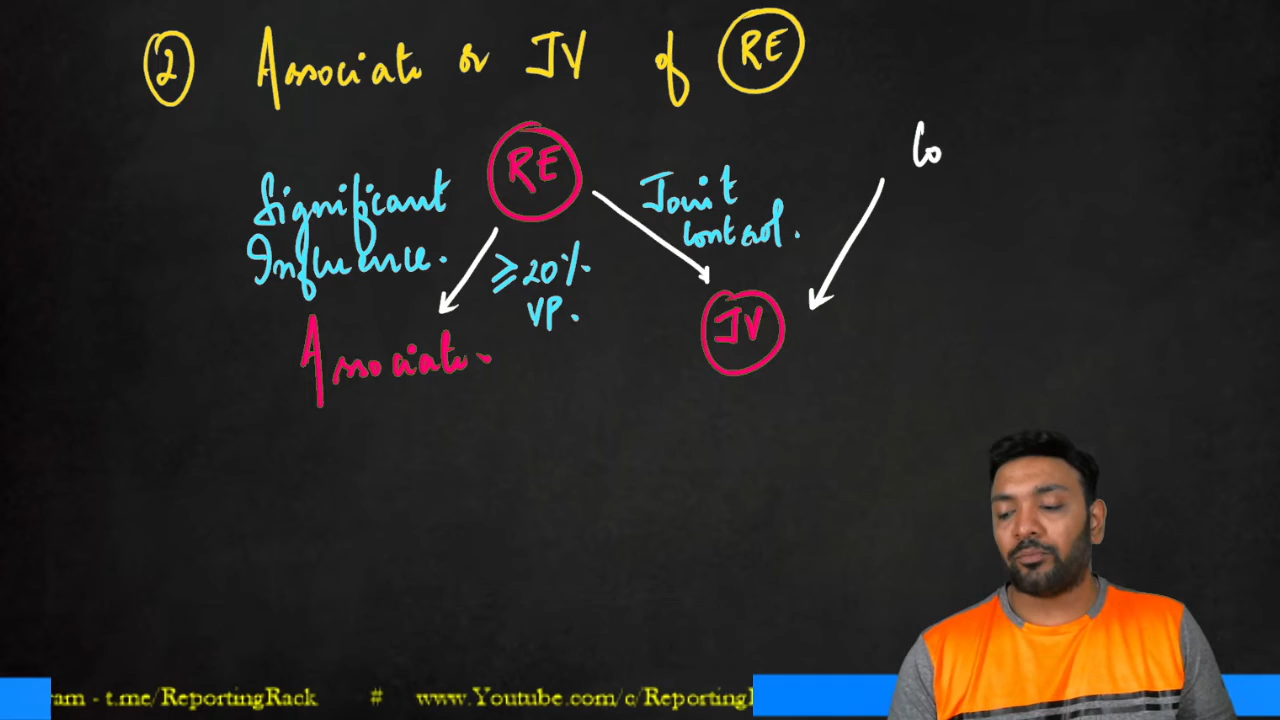 ② Associate or JV of RE
RE
Co
Significant
Influence.
Joint
control.
≥ 20%
VP.
Associate.
JV
am - t.me/ReportingRack # www.Youtube.com/c/Reporting